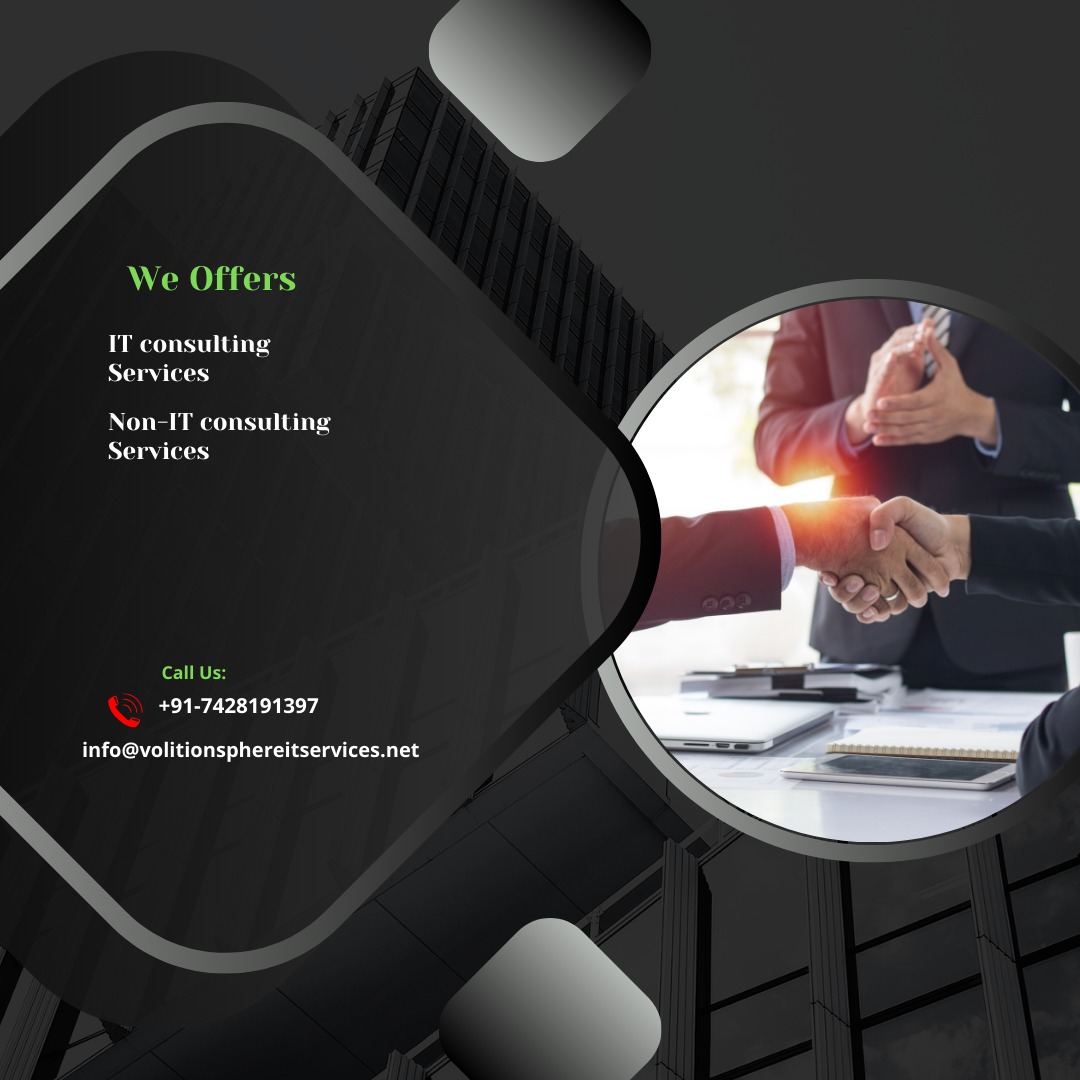 We Offers
IT consulting
Services
Non-IT consulting
Services
Call Us:
+91-7428191397
info@volitionsphereitservices.net